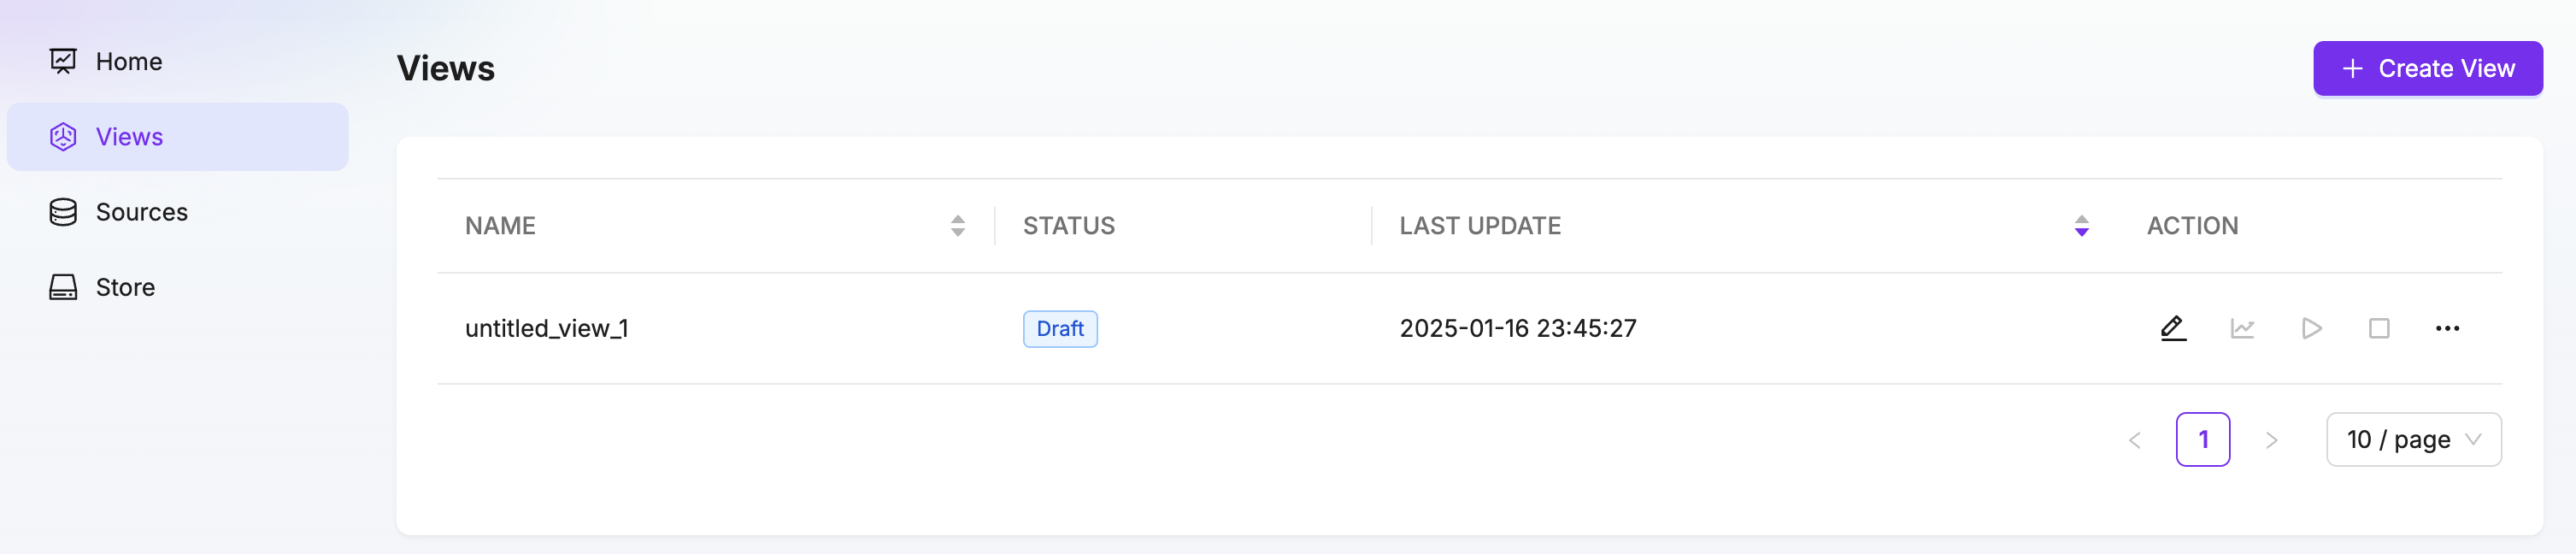 Home
Views
Sources
Store
Views
Create View
NAME STATUS LAST UPDATE ACTION
untitled_view_1 Draft 2025-01-16 23:45:27
1 10 / page